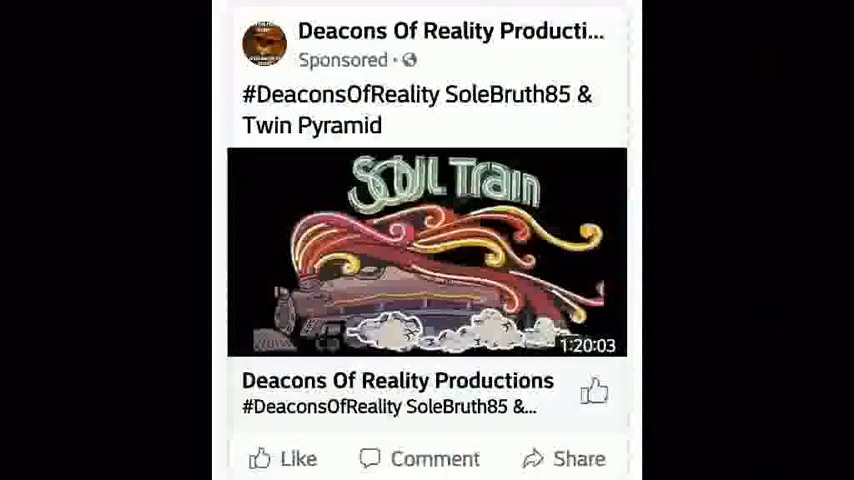 Deacons Of Reality Producti...
Sponsored ·
#DeaconsOfReality SoleBruth85 &
Twin Pyramid
SOUL Train
1:20:03
Deacons Of Reality Productions
#DeaconsOfReality SoleBruth85 &...
Like Comment Share